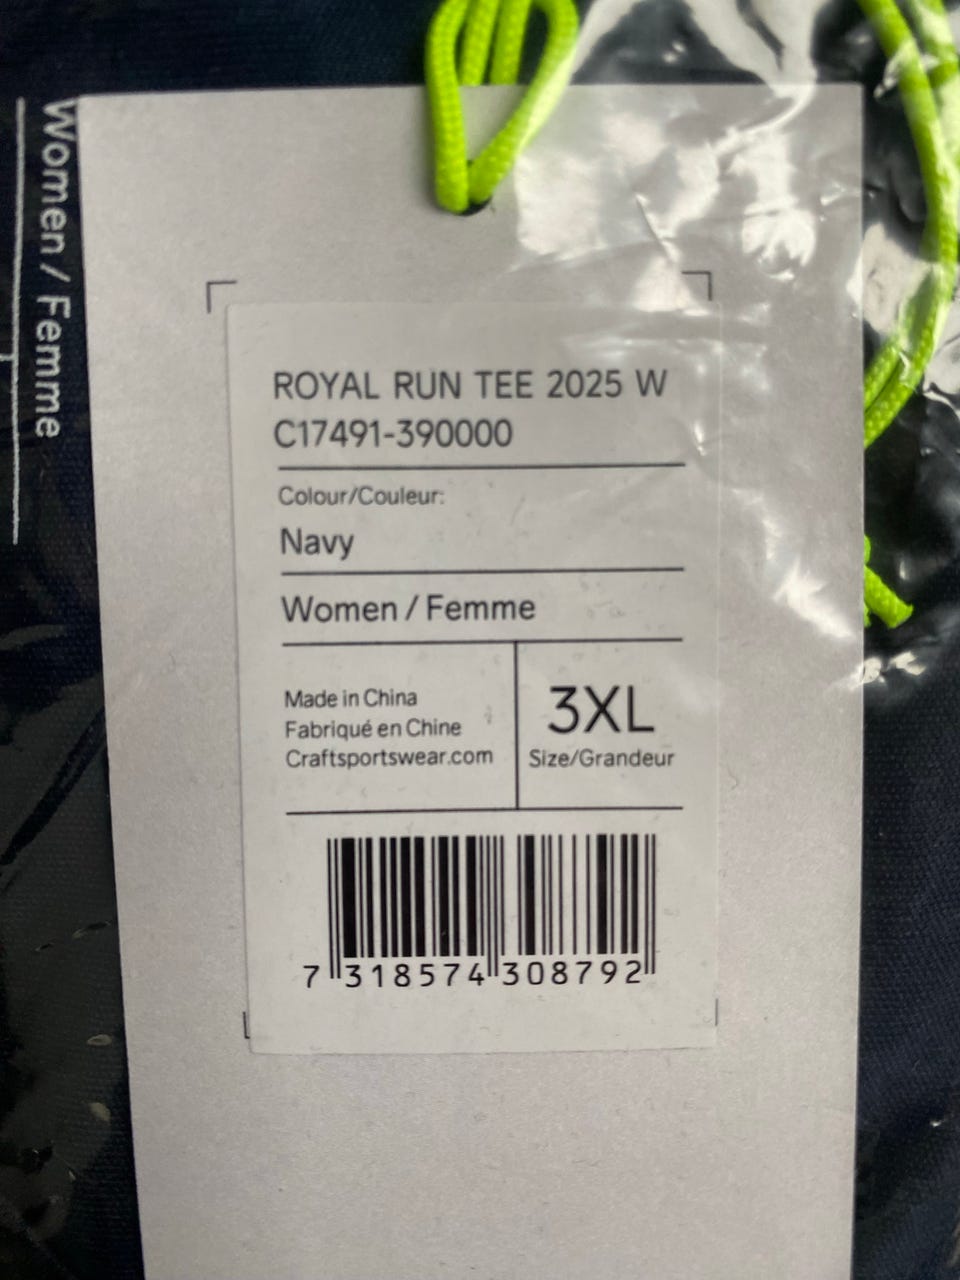 Women / Femme
ROYAL RUN TEE 2025 W
C17491-390000
Colour/Couleur:
Navy
Women / Femme
Made in China
Fabriqué en Chine
Craftsportswear.com
3XL
Size/Grandeur
7 318574 308792